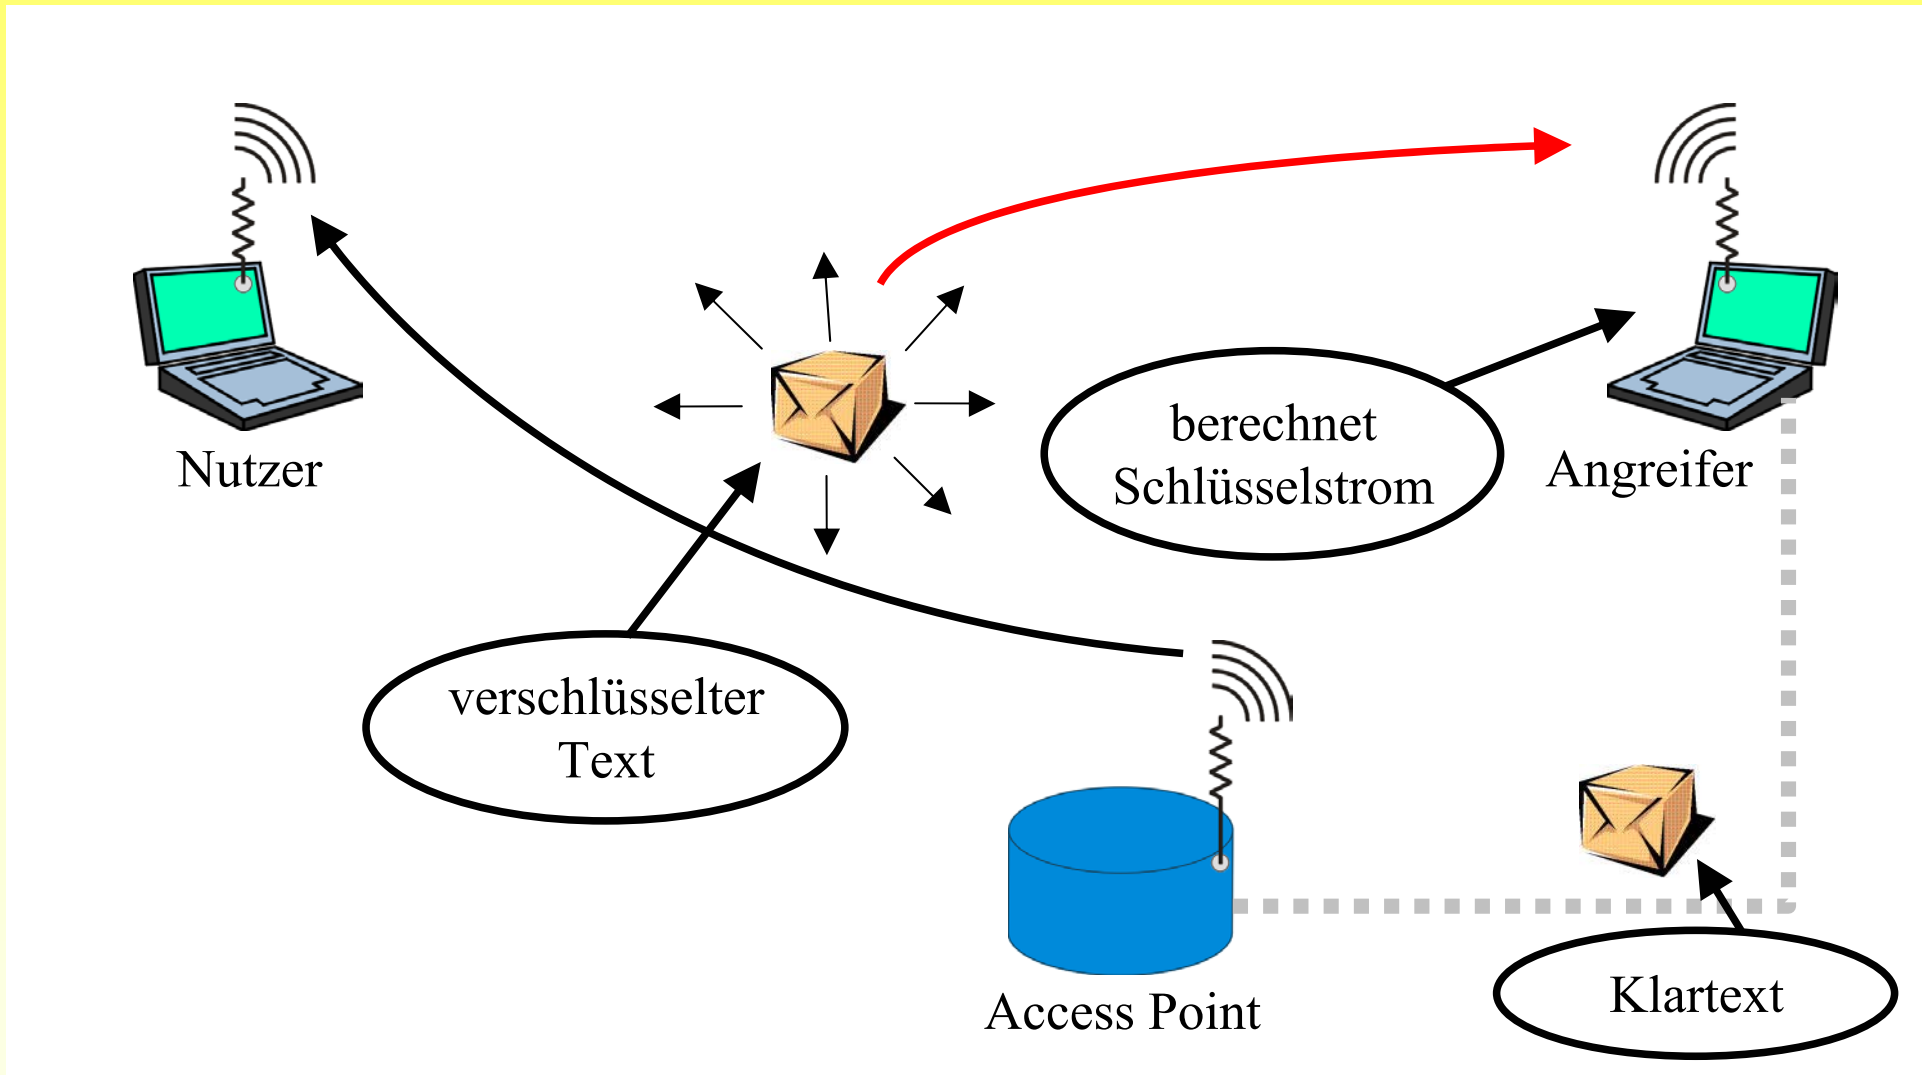 Nutzer
berechnet
Schlüsselstrom
Angreifer
verschlüsselter
Text
Access Point
Klartext